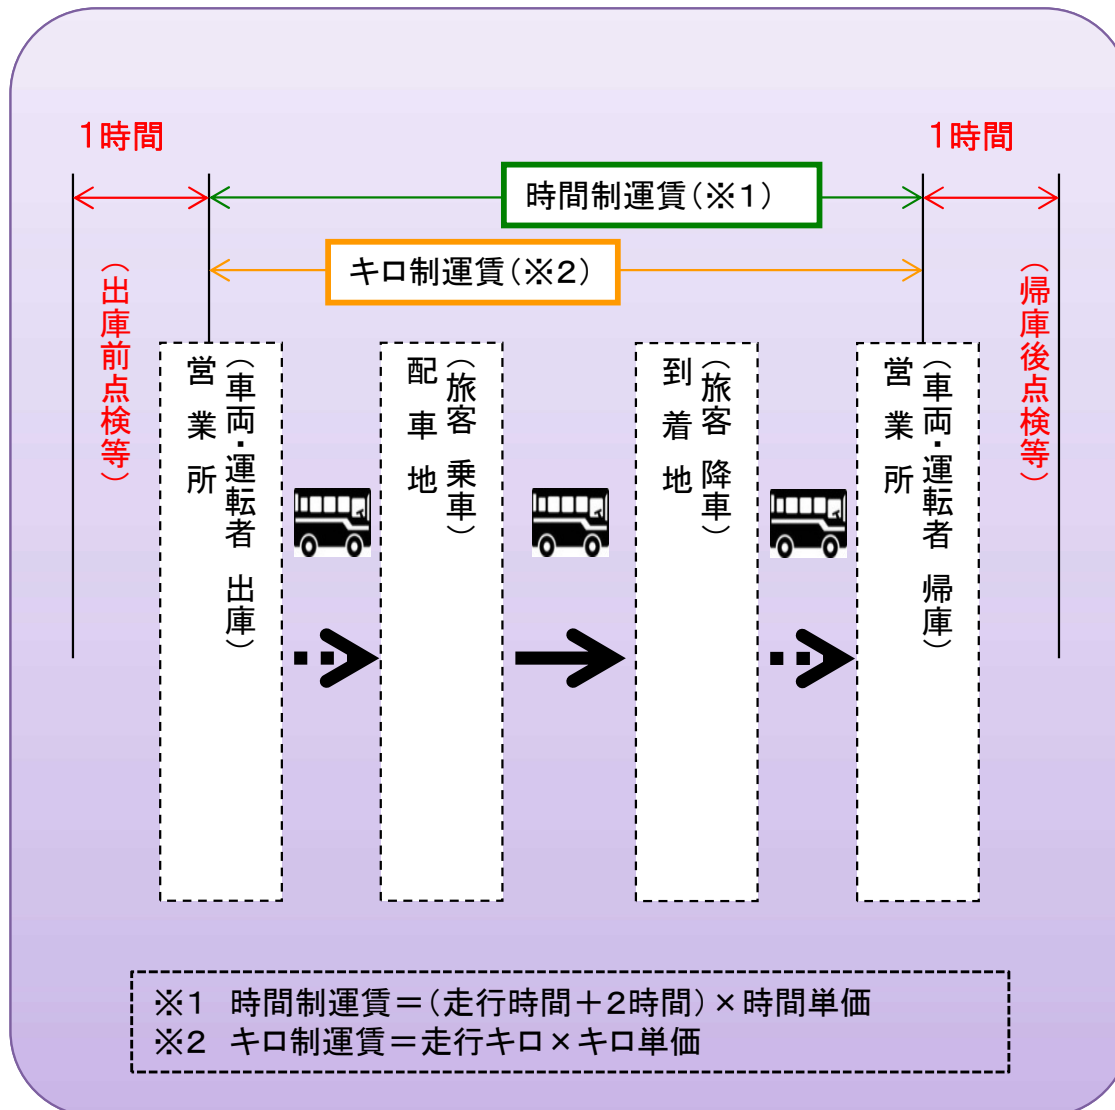 1時間
1時間
時間制運賃(※1)
キロ制運賃(※2)
(出庫前点検等)
営業所
(車両・運転者 出庫)
配車地
(旅客 乗車)
到着地
(旅客 降車)
営業所
(車両・運転者 帰庫)
(帰庫後点検等)
※1 時間制運賃=(走行時間+2時間)×時間単価
※2 キロ制運賃=走行キロ×キロ単価